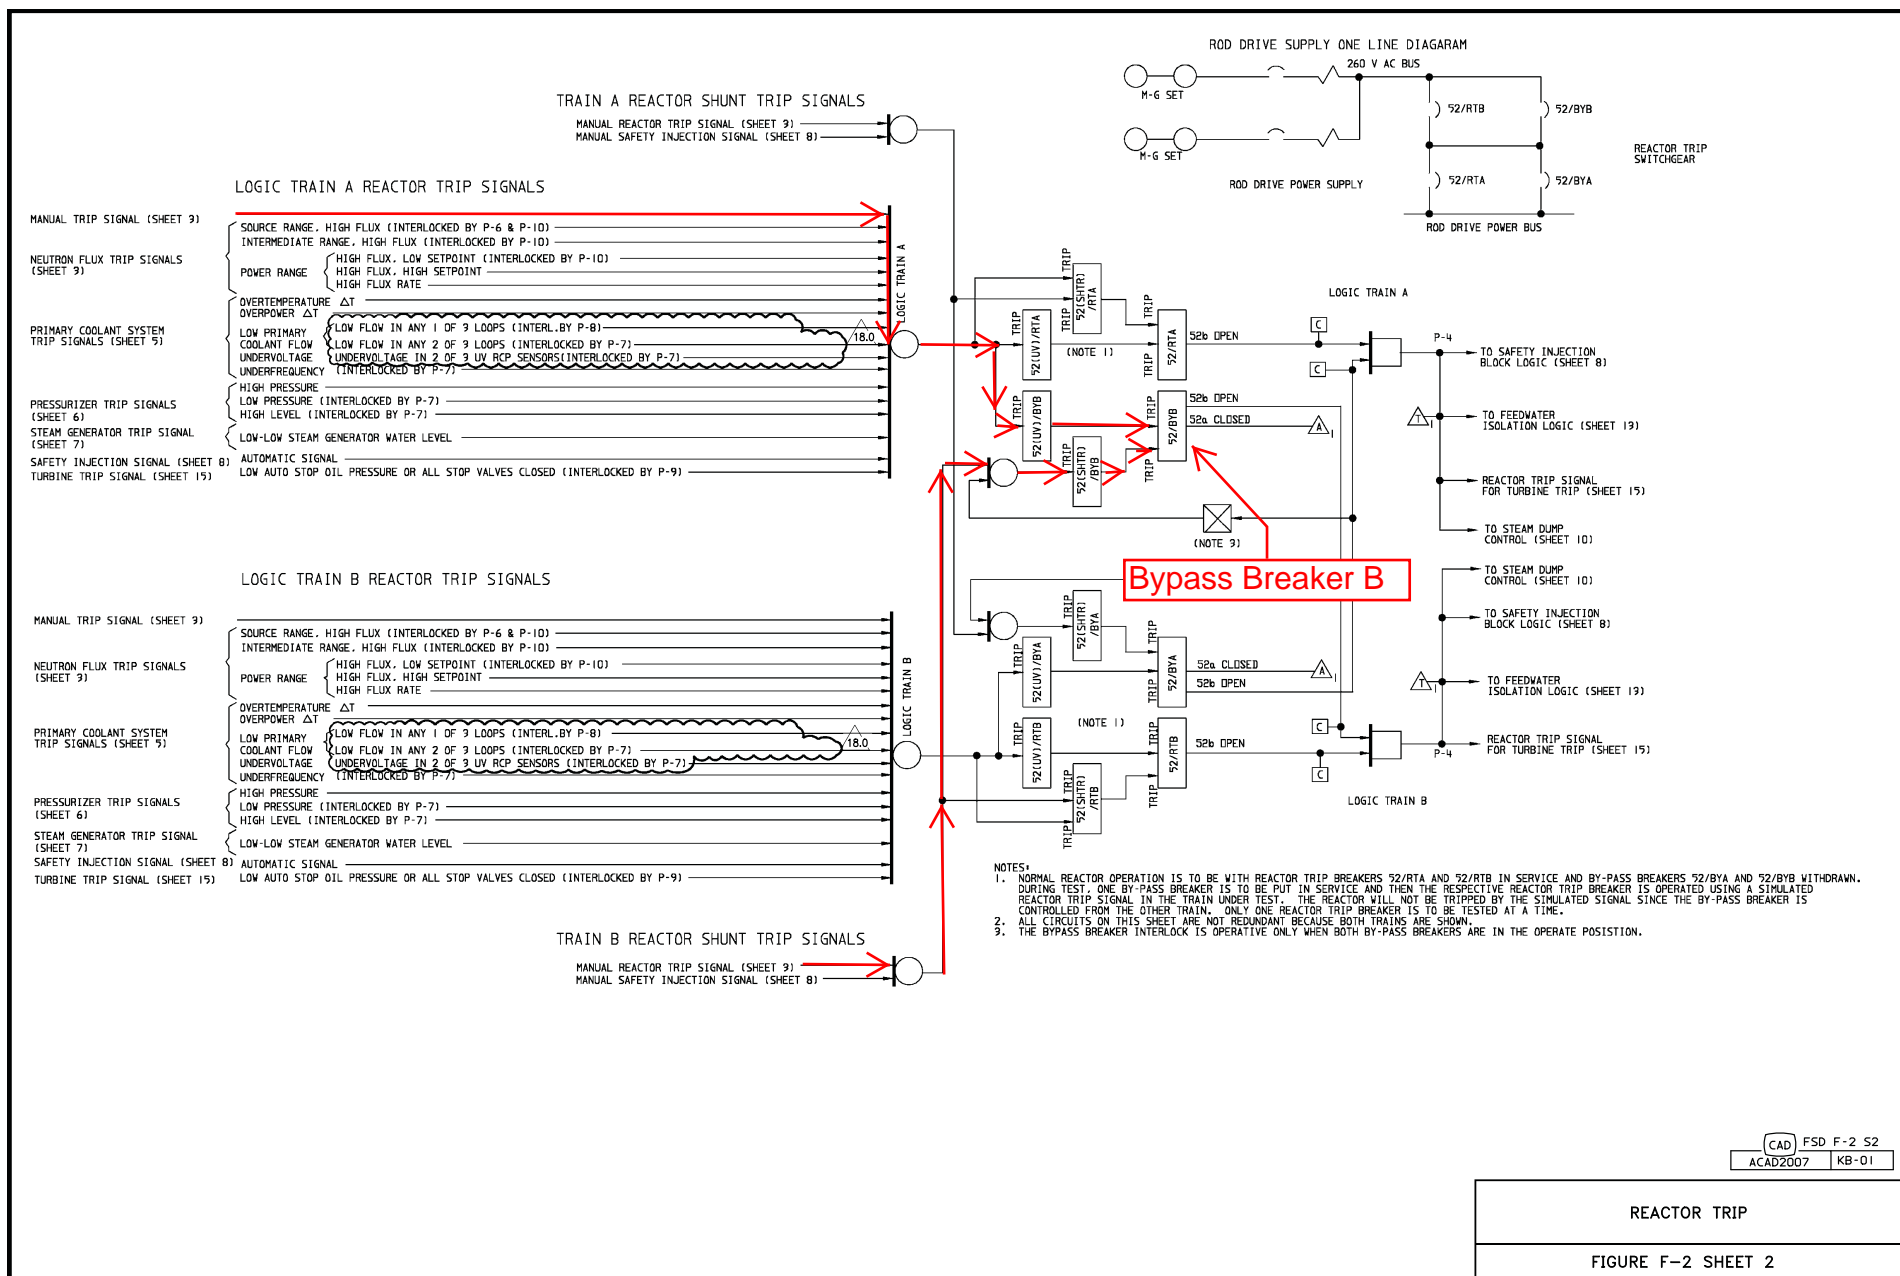 ROD DRIVE SUPPLY ONE LINE DIAGARAM
260 V AC BUS
M-G SET
52/RTB
52/BYB
M-G SET
REACTOR TRIP
SWITCHGEAR
52/RTA
52/BYA
ROD DRIVE POWER SUPPLY
ROD DRIVE POWER BUS
TRAIN A REACTOR SHUNT TRIP SIGNALS
MANUAL REACTOR TRIP SIGNAL (SHEET 3)
MANUAL SAFETY INJECTION SIGNAL (SHEET 8)
LOGIC TRAIN A REACTOR TRIP SIGNALS
MANUAL TRIP SIGNAL (SHEET 3)
SOURCE RANGE, HIGH FLUX (INTERLOCKED BY P-6 & P-10)
INTERMEDIATE RANGE, HIGH FLUX (INTERLOCKED BY P-10)
NEUTRON FLUX TRIP SIGNALS
(SHEET 3)
POWER RANGE
HIGH FLUX, LOW SETPOINT (INTERLOCKED BY P-10)
HIGH FLUX, HIGH SETPOINT
HIGH FLUX RATE
OVERTEMPERATURE ΔT
OVERPOWER ΔT
PRIMARY COOLANT SYSTEM
TRIP SIGNALS (SHEET 5)
LOW PRIMARY
COOLANT FLOW
LOW FLOW IN ANY 1 OF 3 LOOPS (INTERL.BY P-8)
LOW FLOW IN ANY 2 OF 3 LOOPS (INTERLOCKED BY P-7)
UNDERVOLTAGE
UNDERVOLTAGE IN 2 OF 3 UV RCP SENSORS(INTERLOCKED BY P-7)
UNDERFREQUENCY
(INTERLOCKED BY P-7)
18.0
HIGH PRESSURE
LOW PRESSURE (INTERLOCKED BY P-7)
HIGH LEVEL (INTERLOCKED BY P-7)
PRESSURIZER TRIP SIGNALS
(SHEET 6)
STEAM GENERATOR TRIP SIGNAL
(SHEET 7)
LOW-LOW STEAM GENERATOR WATER LEVEL
SAFETY INJECTION SIGNAL (SHEET 8)
AUTOMATIC SIGNAL
TURBINE TRIP SIGNAL (SHEET 15)
LOW AUTO STOP OIL PRESSURE OR ALL STOP VALVES CLOSED (INTERLOCKED BY P-9)
LOGIC TRAIN A
TRIP
TRIP
52(SHTR)
/RTA
TRIP
52(UV)/RTA
(NOTE 1)
TRIP
TRIP
52/RTA
52b OPEN
LOGIC TRAIN A
C
C
P-4
TO SAFETY INJECTION
BLOCK LOGIC (SHEET 8)
TRIP
52(UV)/BYB
TRIP
TRIP
52/BYB
52b OPEN
52a CLOSED
A
1
T
1
TO FEEDWATER
ISOLATION LOGIC (SHEET 13)
TRIP
52(SHTR)
/BYB
REACTOR TRIP SIGNAL
FOR TURBINE TRIP (SHEET 15)
(NOTE 3)
TO STEAM DUMP
CONTROL (SHEET 10)
Bypass Breaker B
LOGIC TRAIN B REACTOR TRIP SIGNALS
MANUAL TRIP SIGNAL (SHEET 3)
SOURCE RANGE, HIGH FLUX (INTERLOCKED BY P-6 & P-10)
INTERMEDIATE RANGE, HIGH FLUX (INTERLOCKED BY P-10)
NEUTRON FLUX TRIP SIGNALS
(SHEET 3)
POWER RANGE
HIGH FLUX, LOW SETPOINT (INTERLOCKED BY P-10)
HIGH FLUX, HIGH SETPOINT
HIGH FLUX RATE
OVERTEMPERATURE ΔT
OVERPOWER ΔT
PRIMARY COOLANT SYSTEM
TRIP SIGNALS (SHEET 5)
LOW PRIMARY
COOLANT FLOW
LOW FLOW IN ANY 1 OF 3 LOOPS (INTERL.BY P-8)
LOW FLOW IN ANY 2 OF 3 LOOPS (INTERLOCKED BY P-7)
UNDERVOLTAGE
UNDERVOLTAGE IN 2 OF 3 UV RCP SENSORS (INTERLOCKED BY P-7)
UNDERFREQUENCY
(INTERLOCKED BY P-7)
18.0
PRESSURIZER TRIP SIGNALS
(SHEET 6)
HIGH PRESSURE
LOW PRESSURE (INTERLOCKED BY P-7)
HIGH LEVEL (INTERLOCKED BY P-7)
STEAM GENERATOR TRIP SIGNAL
(SHEET 7)
LOW-LOW STEAM GENERATOR WATER LEVEL
SAFETY INJECTION SIGNAL (SHEET 8)
AUTOMATIC SIGNAL
TURBINE TRIP SIGNAL (SHEET 15)
LOW AUTO STOP OIL PRESSURE OR ALL STOP VALVES CLOSED (INTERLOCKED BY P-9)
LOGIC TRAIN B
TRIP
52(SHTR)
/BYA
TRIP
52(UV)/BYA
TRIP
TRIP
52/BYA
52a CLOSED
52b OPEN
A
1
TO STEAM DUMP
CONTROL (SHEET 10)
TO SAFETY INJECTION
BLOCK LOGIC (SHEET 8)
T
1
TO FEEDWATER
ISOLATION LOGIC (SHEET 13)
(NOTE 1)
TRIP
52(UV)/RTB
TRIP
TRIP
52/RTB
52b OPEN
C
C
P-4
REACTOR TRIP SIGNAL
FOR TURBINE TRIP (SHEET 15)
TRIP
TRIP
52(SHTR)
/RTB
LOGIC TRAIN B
TRAIN B REACTOR SHUNT TRIP SIGNALS
MANUAL REACTOR TRIP SIGNAL (SHEET 3)
MANUAL SAFETY INJECTION SIGNAL (SHEET 8)
NOTES:
1. NORMAL REACTOR OPERATION IS TO BE WITH REACTOR TRIP BREAKERS 52/RTA AND 52/RTB IN SERVICE AND BY-PASS BREAKERS 52/BYA AND 52/BYB WITHDRAWN.
DURING TEST, ONE BY-PASS BREAKER IS TO BE PUT IN SERVICE AND THEN THE RESPECTIVE REACTOR TRIP BREAKER IS OPERATED USING A SIMULATED
REACTOR TRIP SIGNAL IN THE TRAIN UNDER TEST. THE REACTOR WILL NOT BE TRIPPED BY THE SIMULATED SIGNAL SINCE THE BY-PASS BREAKER IS
CONTROLLED FROM THE OTHER TRAIN. ONLY ONE REACTOR TRIP BREAKER IS TO BE TESTED AT A TIME.
2. ALL CIRCUITS ON THIS SHEET ARE NOT REDUNDANT BECAUSE BOTH TRAINS ARE SHOWN.
3. THE BYPASS BREAKER INTERLOCK IS OPERATIVE ONLY WHEN BOTH BY-PASS BREAKERS ARE IN THE OPERATE POSISTION.
CAD FSD F-2 S2
ACAD2007 KB-01
REACTOR TRIP
FIGURE F-2 SHEET 2